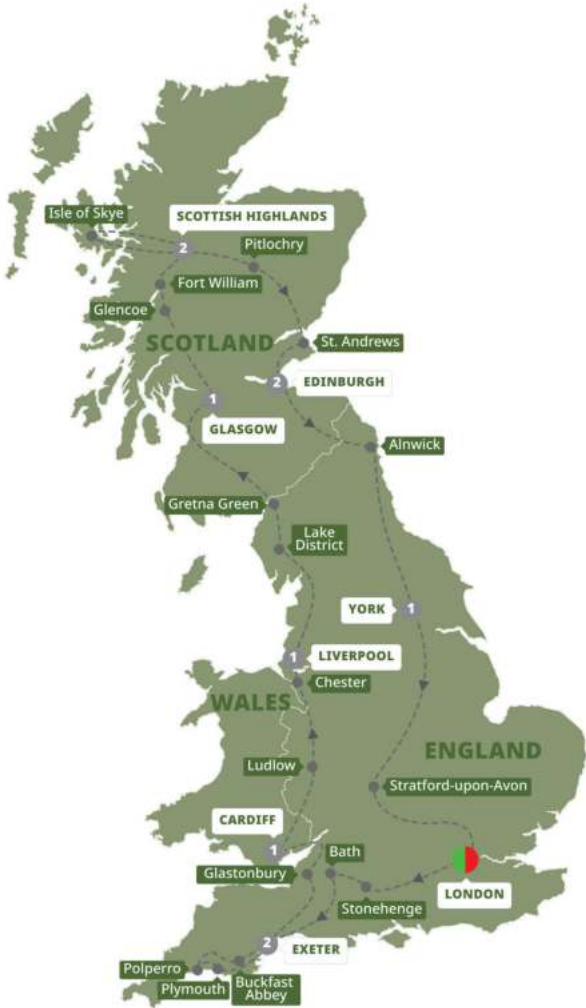 Isle of Skye
SCOTTISH HIGHLANDS
2
Pitlochry
Fort William
Glencoe
SCOTLAND
St. Andrews
2
EDINBURGH
1
GLASGOW
Alnwick
Gretna Green
Lake
District
YORK
1
1
LIVERPOOL
Chester
WALES
ENGLAND
Ludlow
Stratford-upon-Avon
CARDIFF
1
Bath
Glastonbury
LONDON
Stonehenge
2
EXETER
Polperro
Plymouth
Buckfast
Abbey